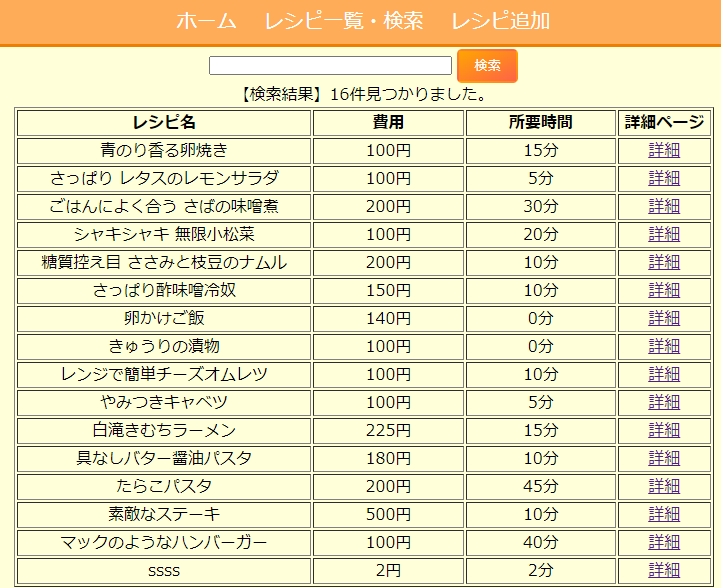 ホーム レシピ一覧・検索 レシピ追加
検索
【検索結果】16件見つかりました。
レシピ名 費用 所要時間 詳細ページ
青のり香る卵焼き 100円 15分 詳細
さっぱり レタスのレモンサラダ 100円 5分 詳細
ごはんによく合う さばの味噌煮 200円 30分 詳細
シャキシャキ 無限小松菜 100円 20分 詳細
糖質控え目 ささみと枝豆のナムル 200円 10分 詳細
さっぱり酢味噌冷奴 150円 10分 詳細
卵かけご飯 140円 0分 詳細
きゅうりの漬物 100円 0分 詳細
レンジで簡単チーズオムレツ 100円 10分 詳細
やみつきキャベツ 100円 5分 詳細
白滝きむちラーメン 225円 15分 詳細
具なしバター醤油パスタ 180円 10分 詳細
たらこパスタ 200円 45分 詳細
素敵なステーキ 500円 10分 詳細
マックのようなハンバーガー 100円 40分 詳細
ssss 2円 2分 詳細